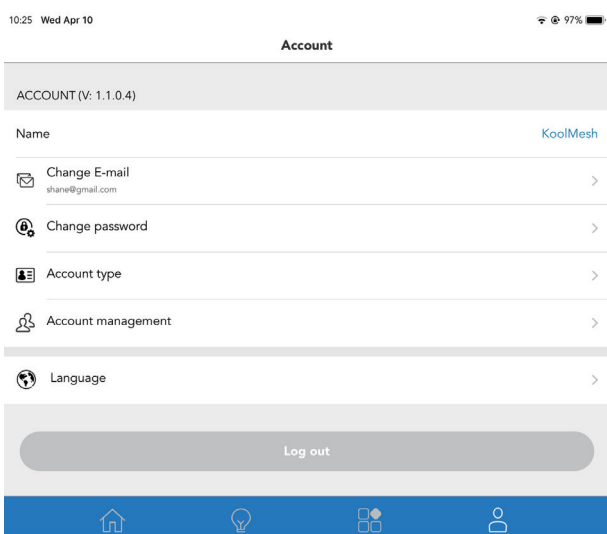 10:25 Wed Apr 10 97%
Account
ACCOUNT (V: 1.1.0.4)
Name KoolMesh
Change E-mail
shane@gmail.com
Change password
Account type
Account management
Language
Log out